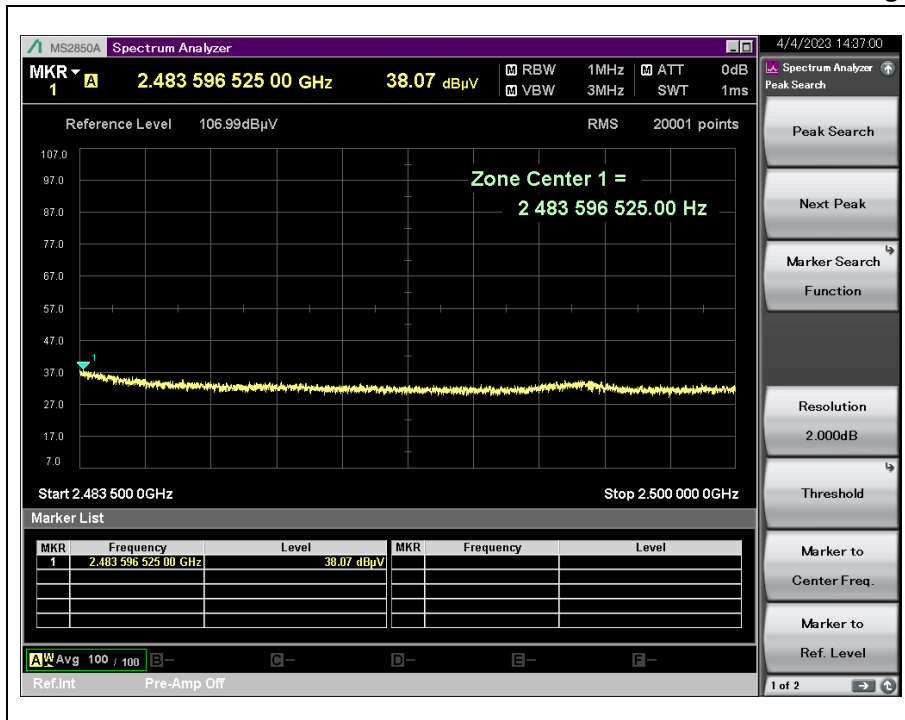 MS2850A Spectrum Analyzer
4/4/2023 14:37:00
MKR 1 A 2.483 596 525 00 GHz 38.07 dBµV
M RBW 1MHz M ATT 0dB
M VBW 3MHz SWT 1ms
Spectrum Analyzer
Peak Search
Reference Level 106.99dBµV RMS 20001 points
107.0
97.0
87.0
77.0
67.0
57.0
47.0
37.0
27.0
17.0
7.0
Zone Center 1 =
2 483 596 525.00 Hz
1
Start 2.483 500 0GHz Stop 2.500 000 0GHz
Marker List
MKR Frequency Level MKR Frequency Level
1 2.483 596 525 00 GHz 38.07 dBµV
A W Avg 100 / 100 B— C— D— E— F—
Ref.Int Pre-Amp Off
Peak Search
Next Peak
Marker Search
Function
Resolution
2.000dB
Threshold
Marker to
Center Freq.
Marker to
Ref. Level
1 of 2